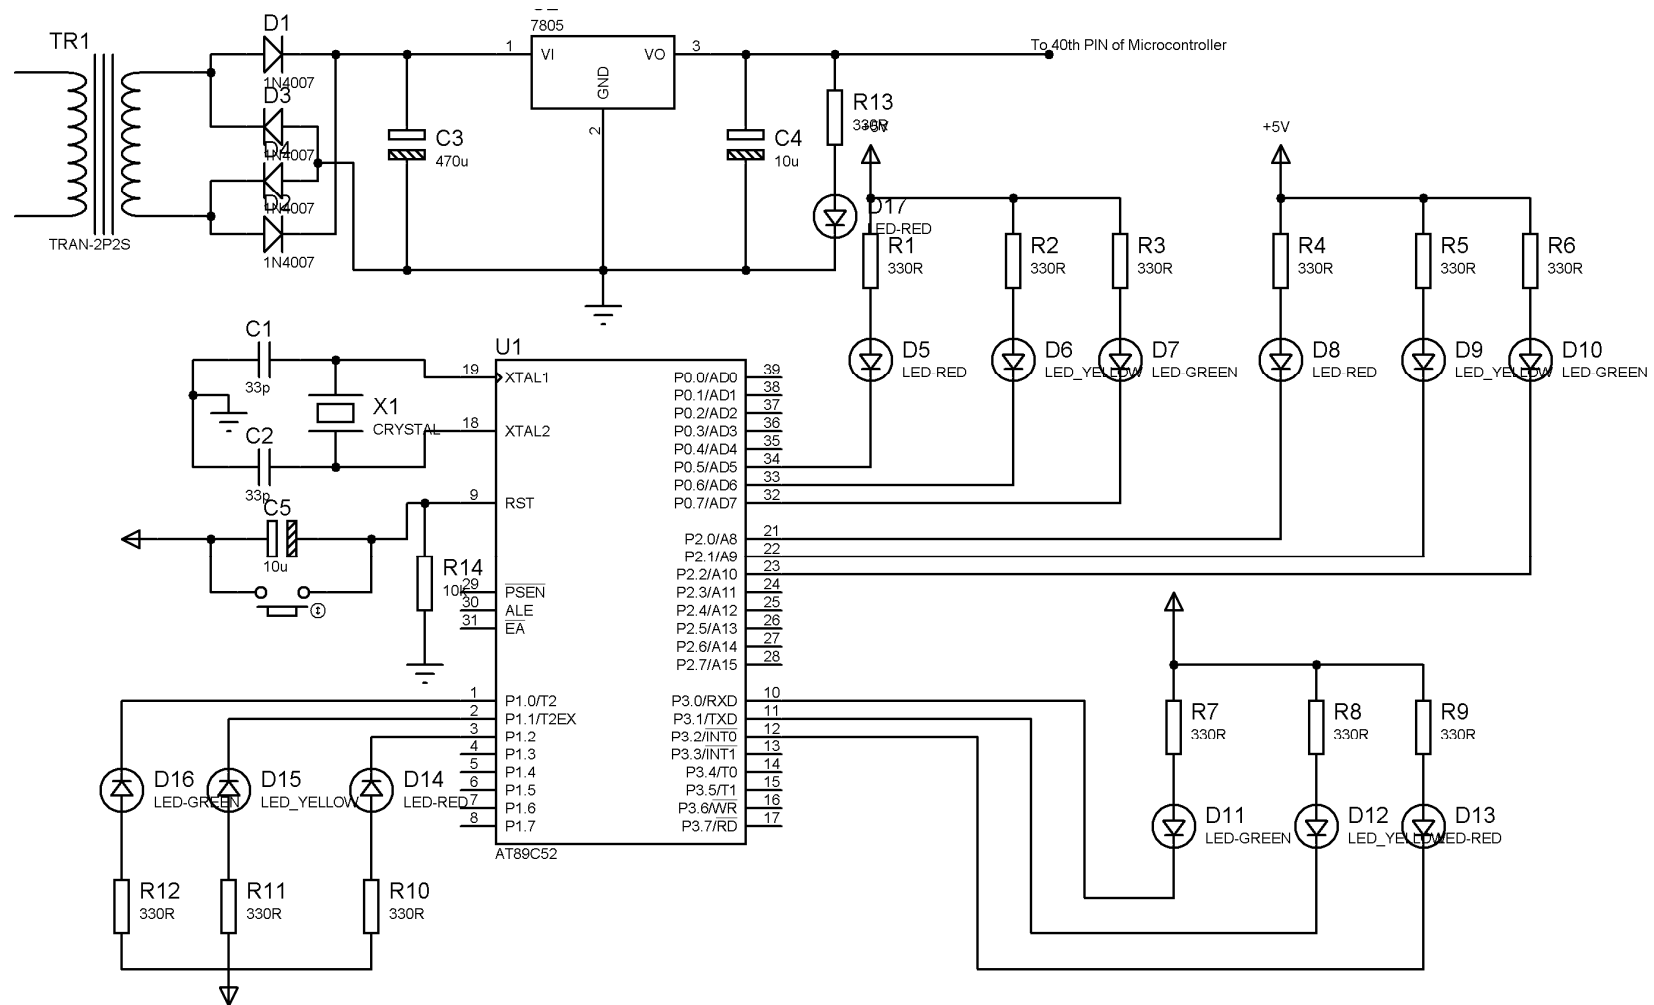 TR1
TRAN-2P2S
D1
1N4007
D3
1N4007
D4
1N4007
D2
1N4007
C3
470u
7805
1
VI
VO
3
GND
2
C4
10u
To 40th PIN of Microcontroller
R13
330R
D17
LED-RED
+5V
R1
330R
R2
330R
R3
330R
D5
LED-RED
D6
LED_YELLOW
D7
LED-GREEN
+5V
R4
330R
R5
330R
R6
330R
D8
LED-RED
D9
LED_YELLOW
D10
LED-GREEN
C1
33p
X1
CRYSTAL
C2
33p
C5
10u
R14
10k
U1
19 XTAL1
18 XTAL2
9 RST
29 PSEN
30 ALE
31 EA
1 P1.0/T2
2 P1.1/T2EX
3 P1.2
4 P1.3
5 P1.4
6 P1.5
7 P1.6
8 P1.7
P0.0/AD0 39
P0.1/AD1 38
P0.2/AD2 37
P0.3/AD3 36
P0.4/AD4 35
P0.5/AD5 34
P0.6/AD6 33
P0.7/AD7 32
P2.0/A8 21
P2.1/A9 22
P2.2/A10 23
P2.3/A11 24
P2.4/A12 25
P2.5/A13 26
P2.6/A14 27
P2.7/A15 28
P3.0/RXD 10
P3.1/TXD 11
P3.2/INT0 12
P3.3/INT1 13
P3.4/T0 14
P3.5/T1 15
P3.6/WR 16
P3.7/RD 17
AT89C52
D16
LED-GREEN
D15
LED_YELLOW
D14
LED-RED
R12
330R
R11
330R
R10
330R
R7
330R
R8
330R
R9
330R
D11
LED-GREEN
D12
LED_YELLOW
D13
LED-RED